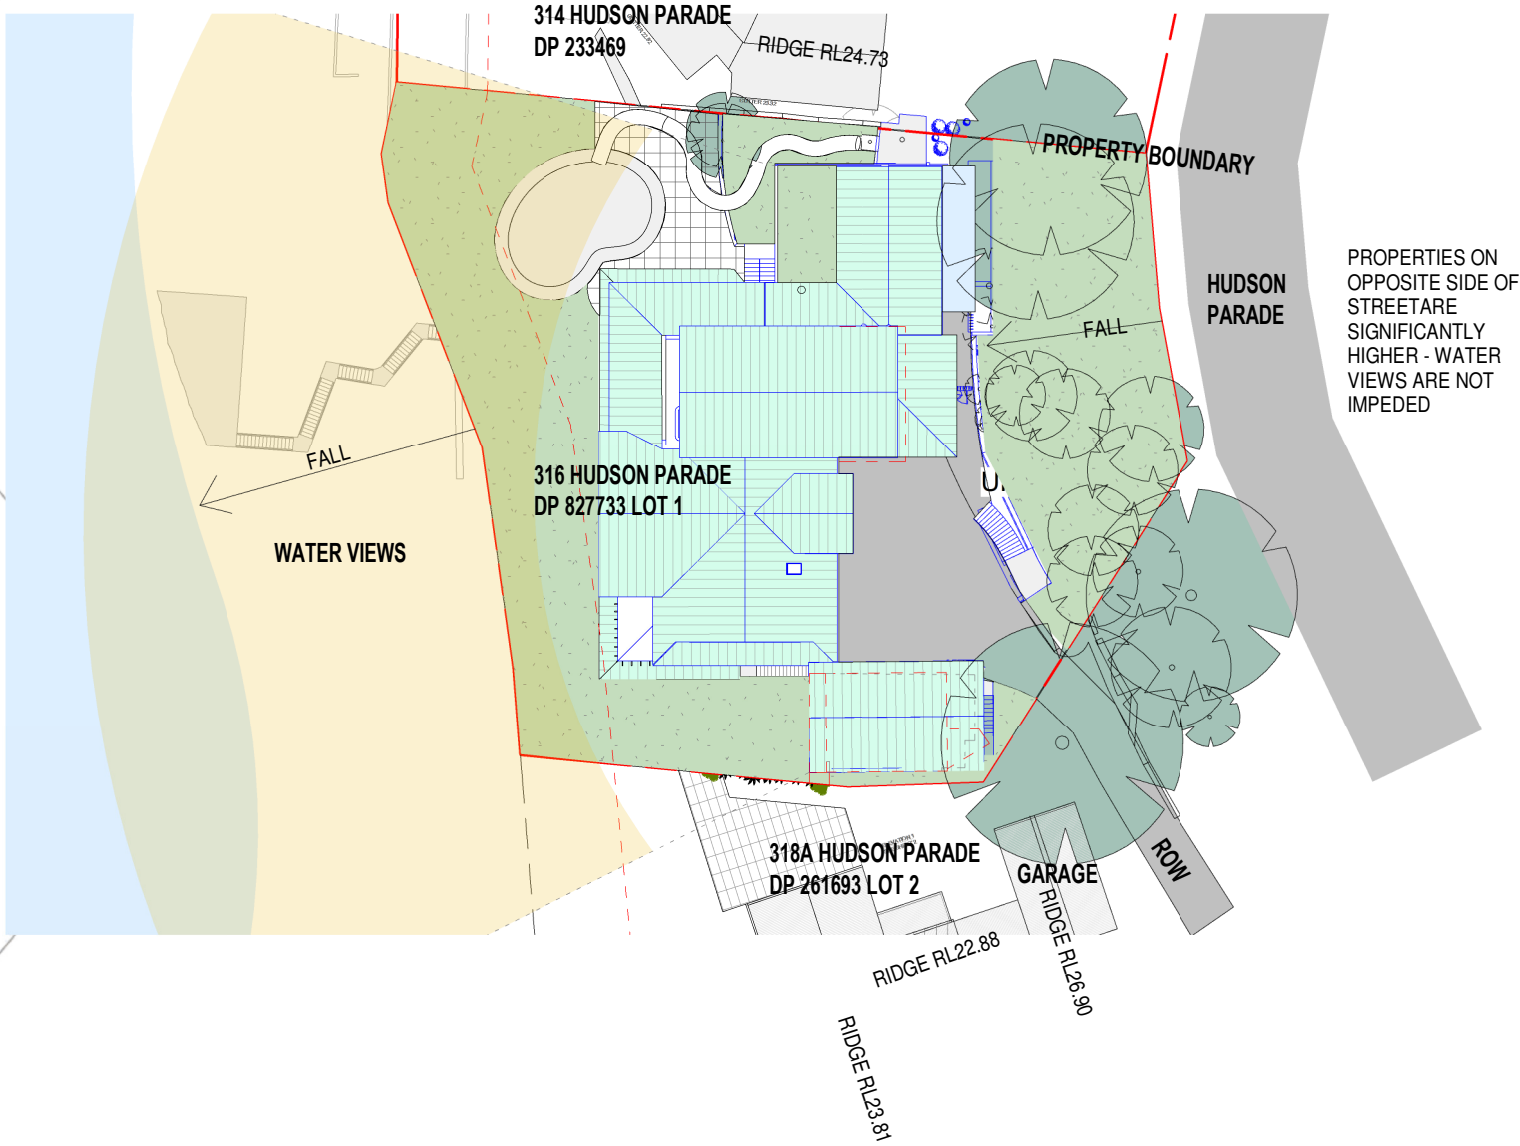 314 HUDSON PARADE
DP 233469
RIDGE RL24.73
PROPERTY BOUNDARY
HUDSON
PARADE
PROPERTIES ON
OPPOSITE SIDE OF
STREETARE
SIGNIFICANTLY
HIGHER - WATER
VIEWS ARE NOT
IMPEDED
FALL
FALL
316 HUDSON PARADE
DP 827733 LOT 1
WATER VIEWS
318A HUDSON PARADE
DP 261693 LOT 2
GARAGE
ROW
RIDGE RL22.88
RIDGE RL26.90
RIDGE RL23.81